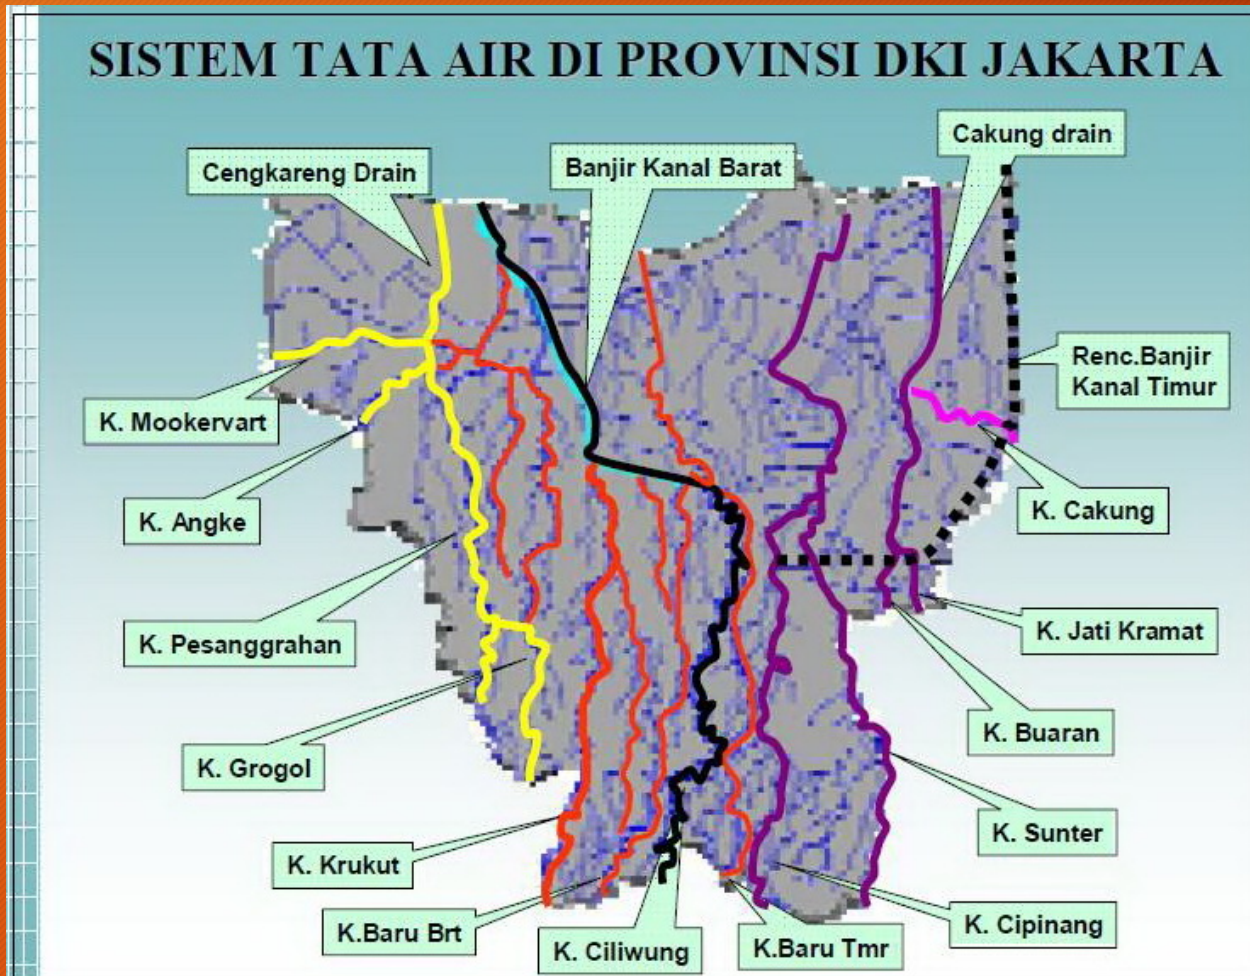 SISTEM TATA AIR DI PROVINSI DKI JAKARTA
Cakung drain
Cengkareng Drain
Banjir Kanal Barat
Renc.Banjir
Kanal Timur
K. Mookervart
K. Angke
K. Cakung
K. Pesanggrahan
K. Jati Kramat
K. Grogol
K. Buaran
K. Krukut
K. Sunter
K.Baru Brt
K. Ciliwung
K.Baru Tmr
K. Cipinang